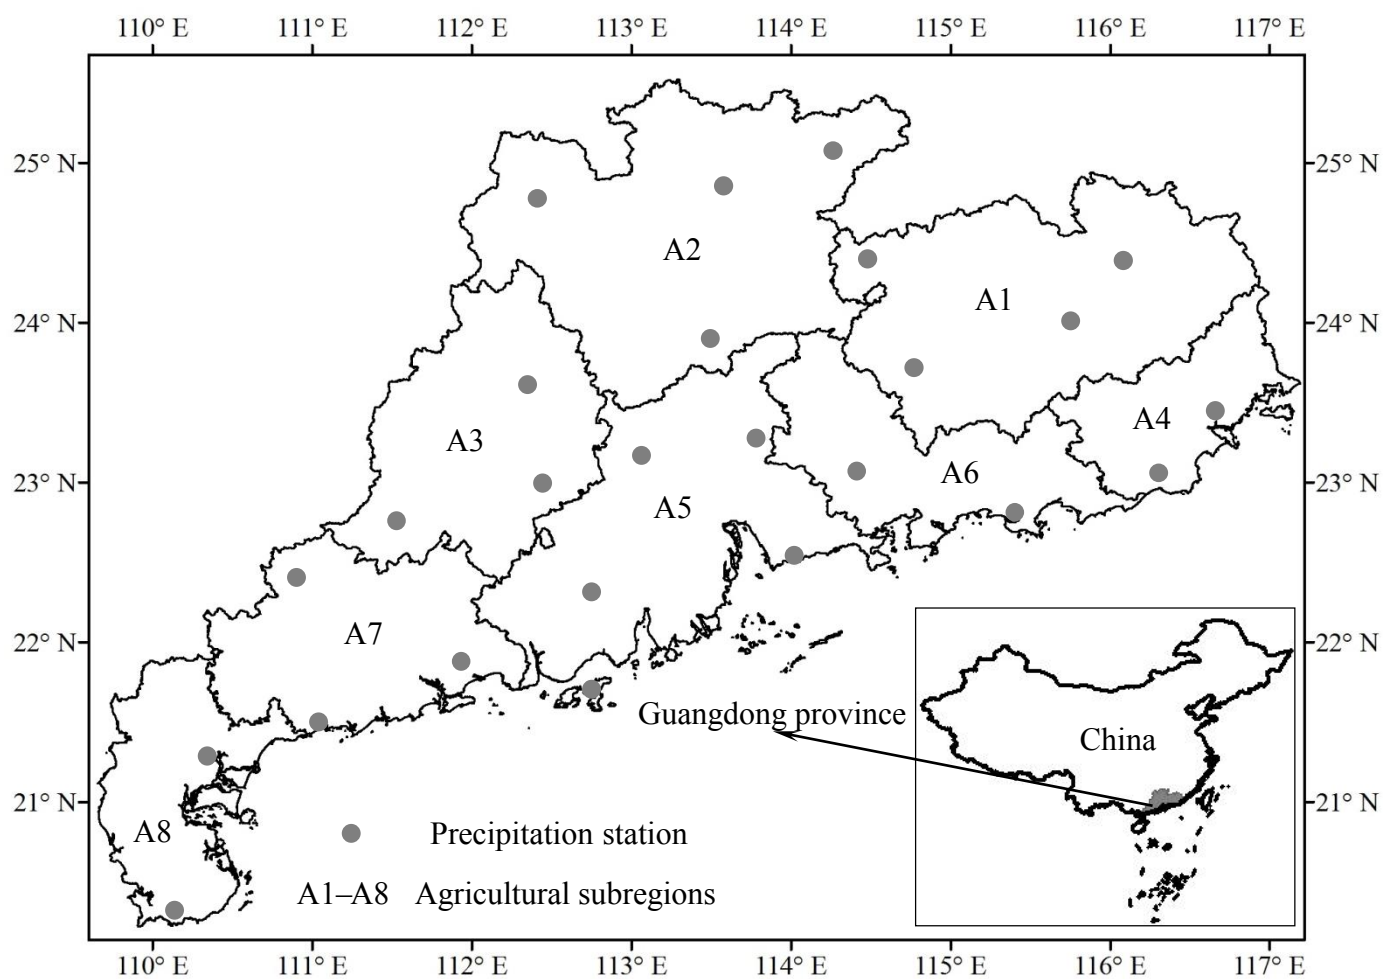 110° E 111° E 112° E 113° E 114° E 115° E 116° E 117° E
25° N 25° N
A2
A1
24° N 24° N
A4
A3
A6
23° N 23° N
A5
A7
22° N 22° N
Guangdong province
China
21° N 21° N
A8
Precipitation station
A1–A8 Agricultural subregions
110° E 111° E 112° E 113° E 114° E 115° E 116° E 117° E